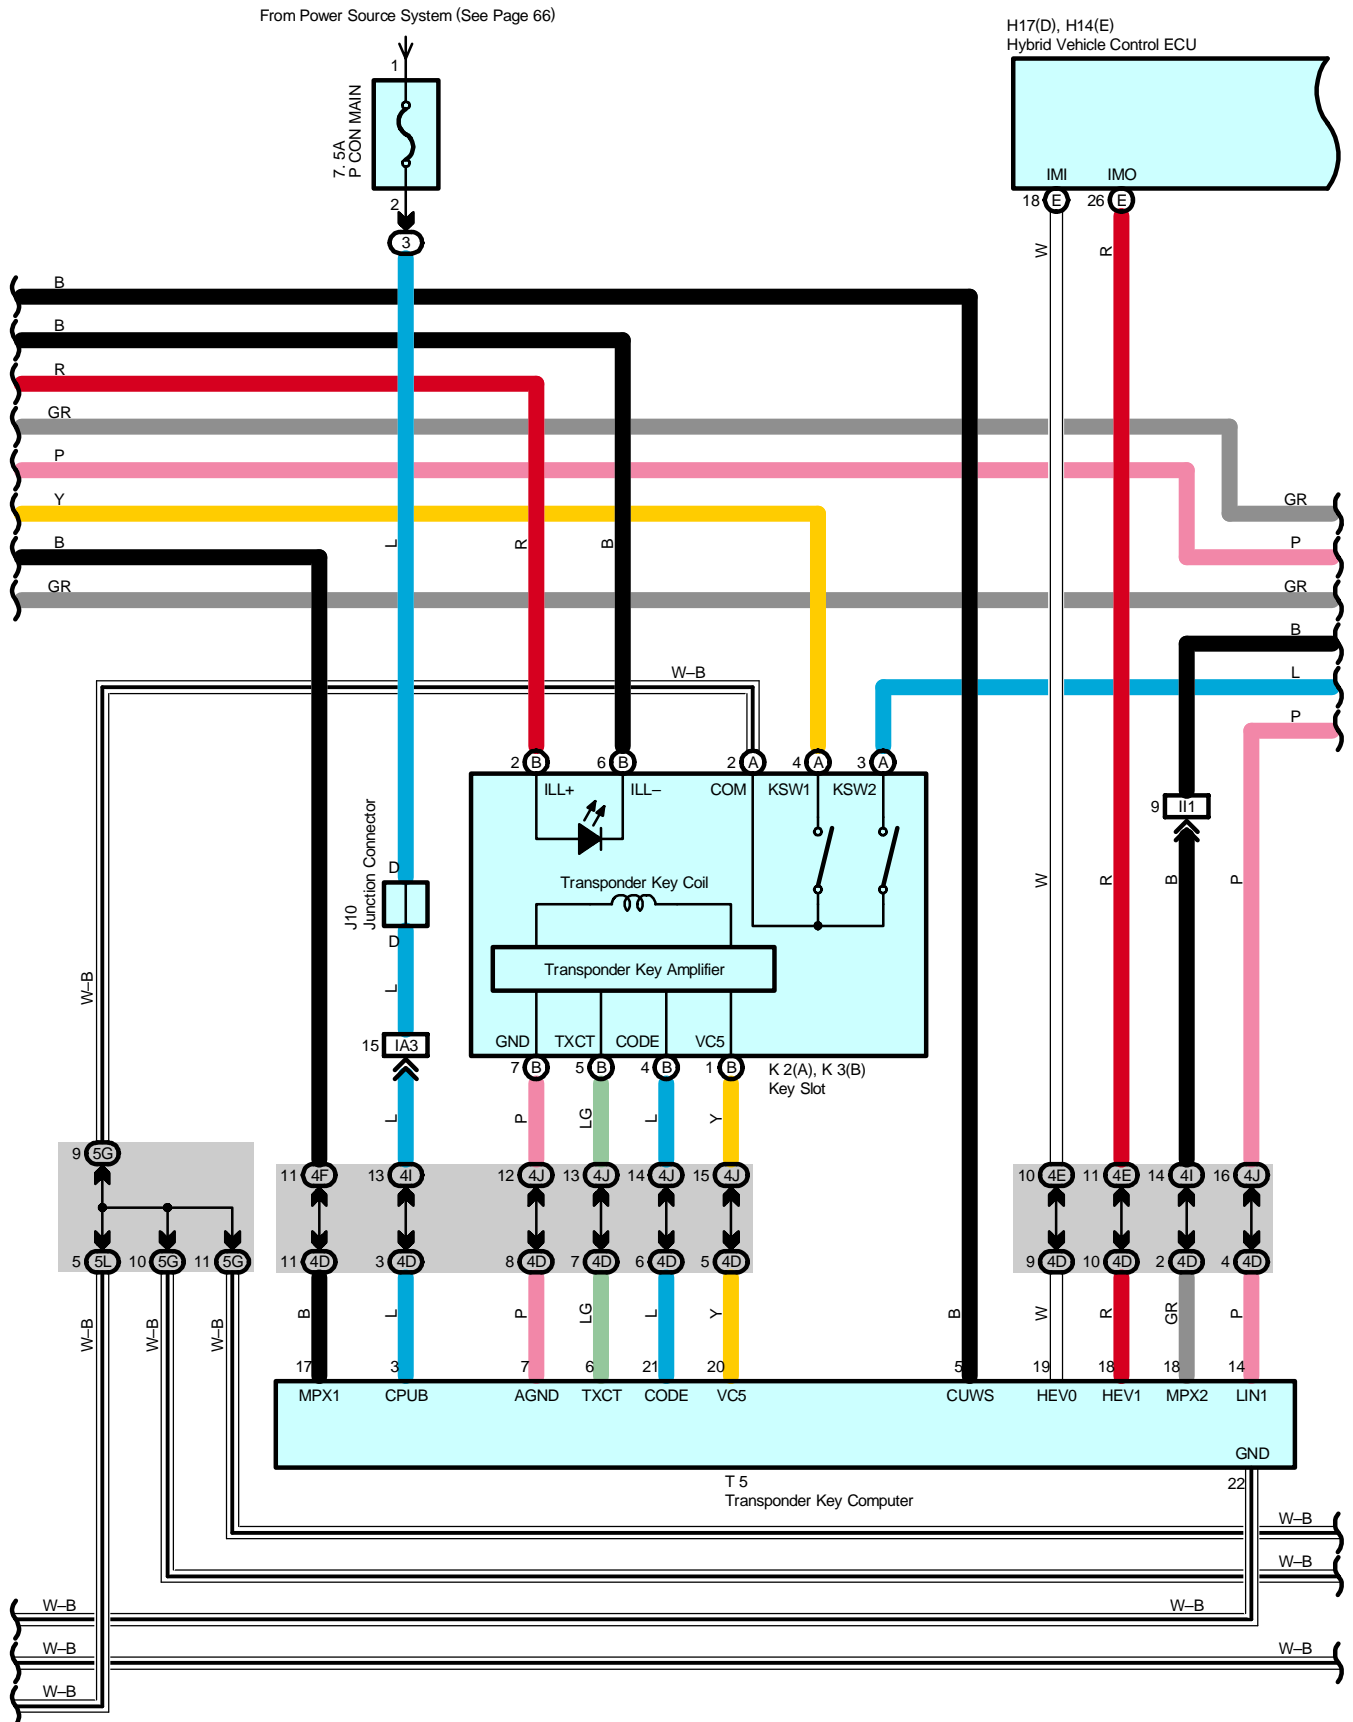 From Power Source System (See Page 66)
H17(D), H14(E)
Hybrid Vehicle Control ECU
1
7. 5A
P CON MAIN
2
3
IMI IMO
18 E 26 E
W R
B
B
R
GR
P
Y
B
GR
L R B
GR
P
GR
B
L
P
W–B
2 B 6 B 2 A 4 A 3 A
ILL+ ILL– COM KSW1 KSW2
9 II1
J10
Junction Connector
D
D
Transponder Key Coil
Transponder Key Amplifier
W R B P
W–B L
15 IA3
GND TXCT CODE VC5
7 B 5 B 4 B 1 B
K 2(A), K 3(B)
Key Slot
L P LG L Y
9 5G
11 4F 13 4I 12 4J 13 4J 14 4J 15 4J 10 4E 11 4E 14 4I 16 4J
5 5L 10 5G 11 5G 11 4D 3 4D 8 4D 7 4D 6 4D 5 4D 9 4D 10 4D 2 4D 4 4D
W–B W–B W–B B L P LG L Y B W R GR P
17 3 7 6 21 20 5 19 18 18 14
MPX1 CPUB AGND TXCT CODE VC5 CUWS HEV0 HEV1 MPX2 LIN1
GND
22
T 5
Transponder Key Computer
W–B
W–B
W–B W–B
W–B W–B
W–B